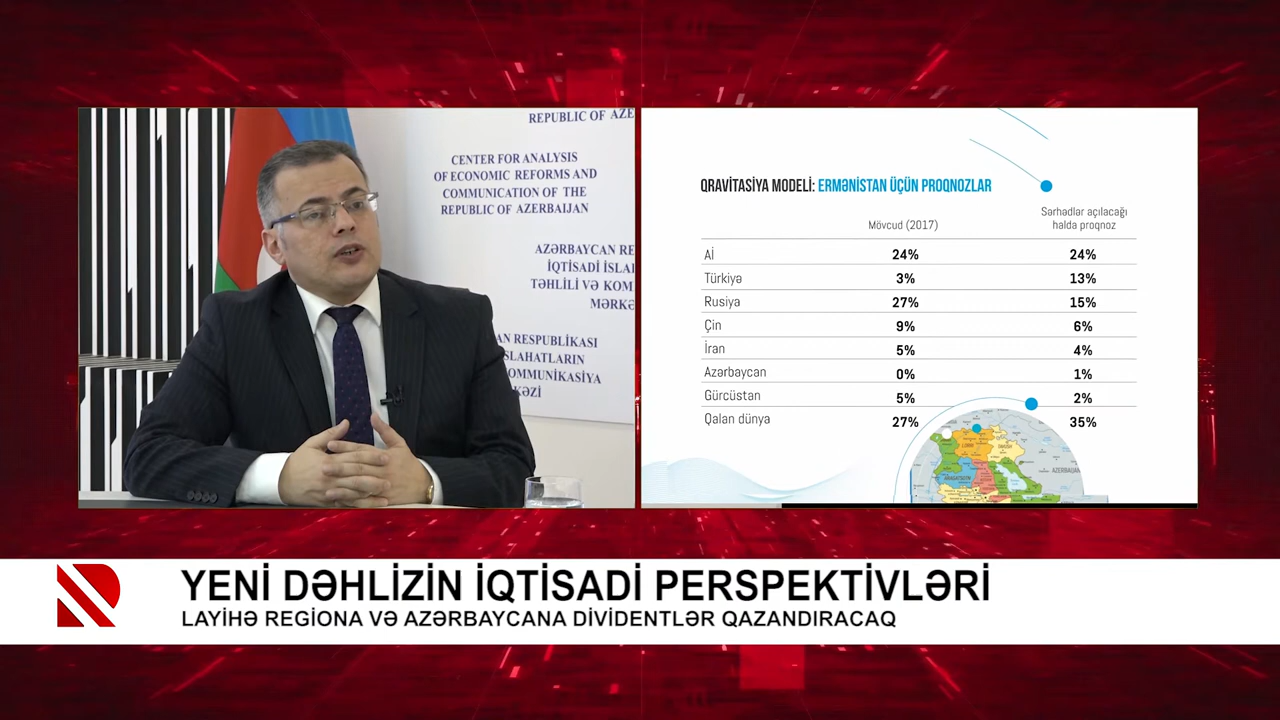 REPUBLIC OF AZE
CENTER FOR ANALYSIS
OF ECONOMIC REFORMS AND
COMMUNICATION OF THE
REPUBLIC OF AZERBAIJAN
AZƏRBAYCAN RE
İQTİSADİ İSLA
TƏHLİLİ VƏ KOM
MƏRKƏ
AN RESPUBLİKASI
SLAHATLARIN
KOMMUNİKASİYA
KƏZİ
QRAVİTASİYA MODELİ: ERMƏNİSTAN ÜÇÜN PROQNOZLAR
Mövcud (2017)
Sərhədlər açılacağı
halda proqnoz
Aİ 24% 24%
Türkiyə 3% 13%
Rusiya 27% 15%
Çin 9% 6%
İran 5% 4%
Azərbaycan 0% 1%
Gürcüstan 5% 2%
Qalan dünya 27% 35%
AZERBAIJAN
YENİ DƏHLİZİN İQTİSADİ PERSPEKTİVLƏRİ
LAYİHƏ REGİONA VƏ AZƏRBAYCANA DİVİDENTLƏR QAZANDIRACAQ